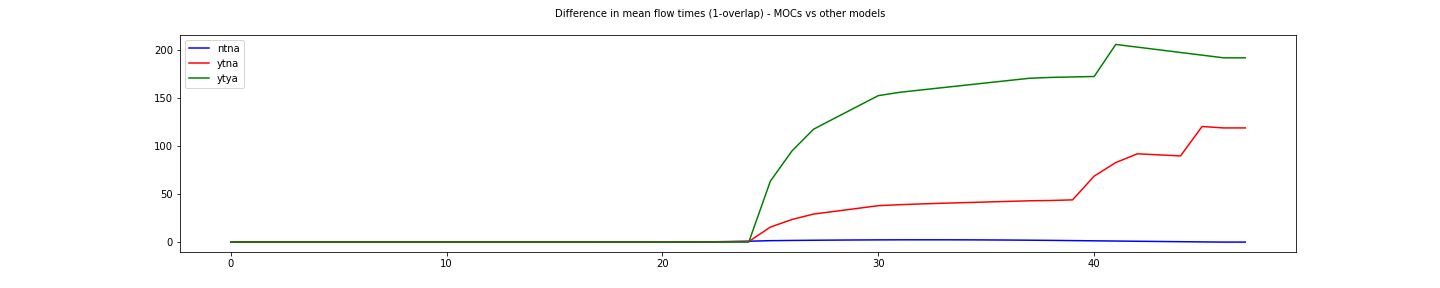 Difference in mean flow times (1-overlap) - MOCs vs other models
ntna
ytna
ytya
200
150
100
50
0
0 10 20 30 40